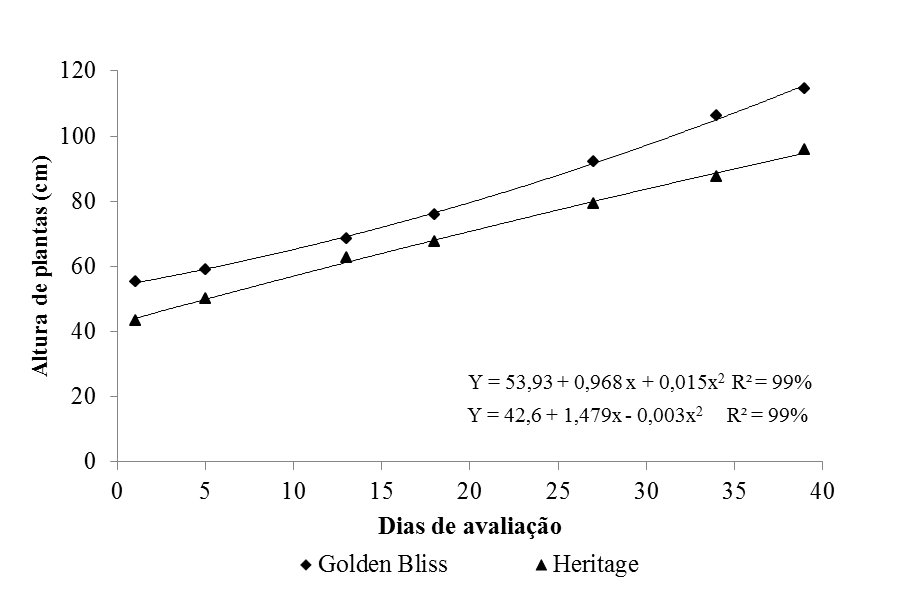 120
100
80
60
40
20
0
Altura de plantas (cm)
Y = 53,93 + 0,968 x + 0,015x² R² = 99%
Y = 42,6 + 1,479x - 0,003x² R² = 99%
0 5 10 15 20 25 30 35 40
Dias de avaliação
Golden Bliss Heritage